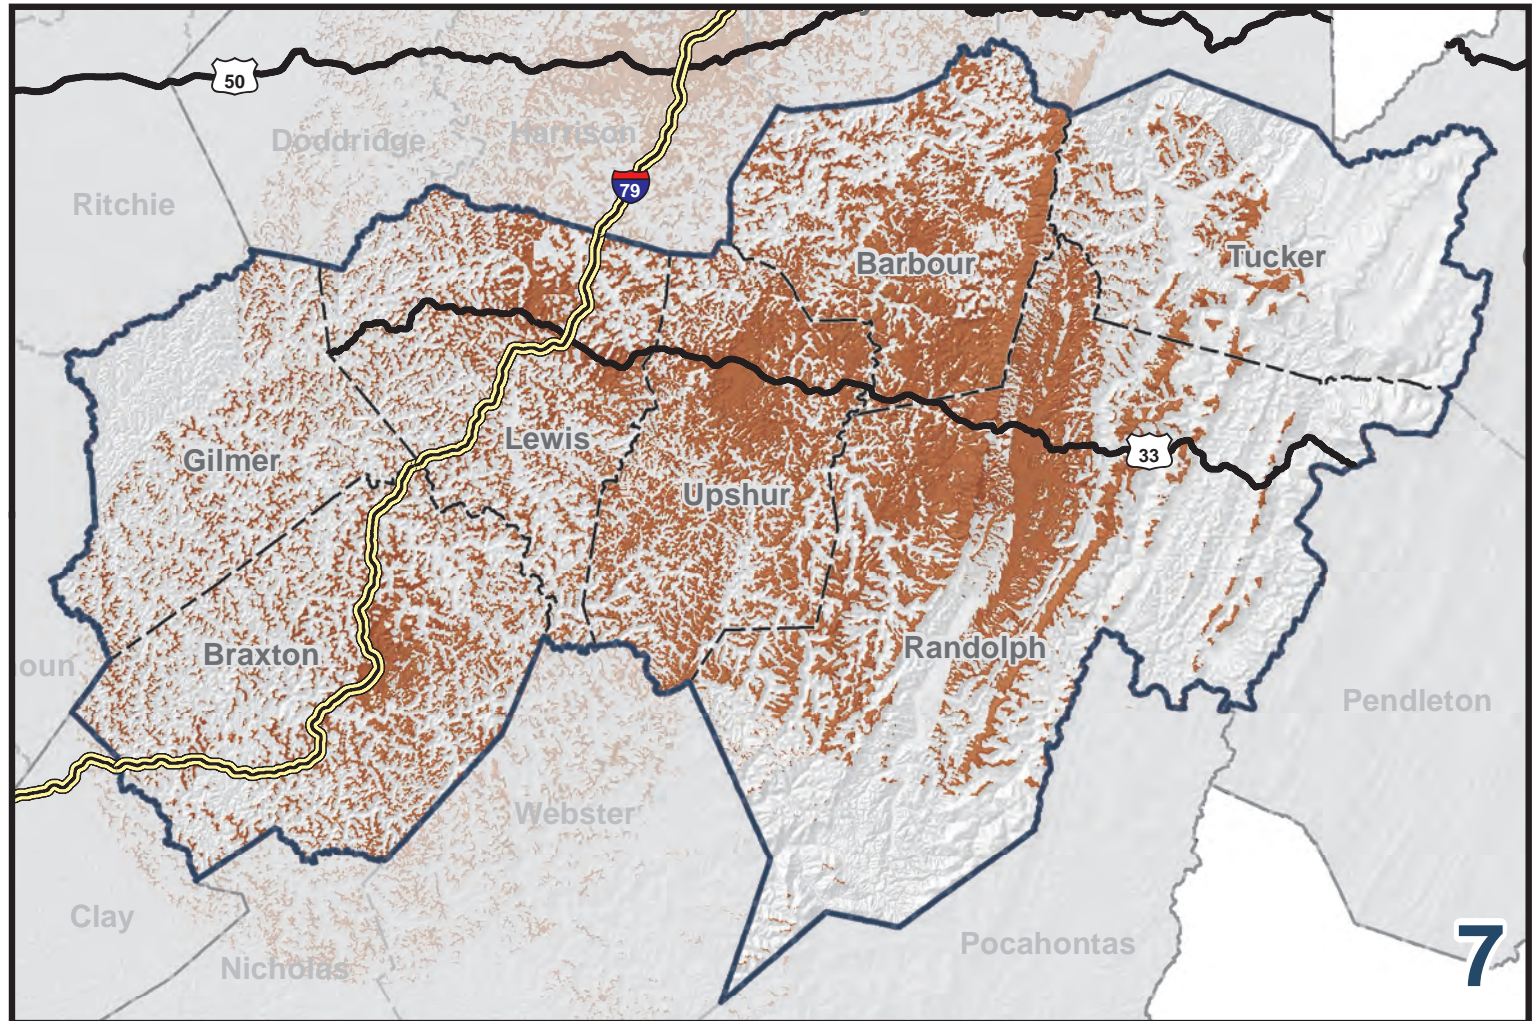 50
Doddridge
Harrison
79
Ritchie
Barbour
Tucker
Lewis
Gilmer
33
Upshur
Randolph
Braxton
oun
Pendleton
Webster
Clay
Pocahontas
Nicholas
7